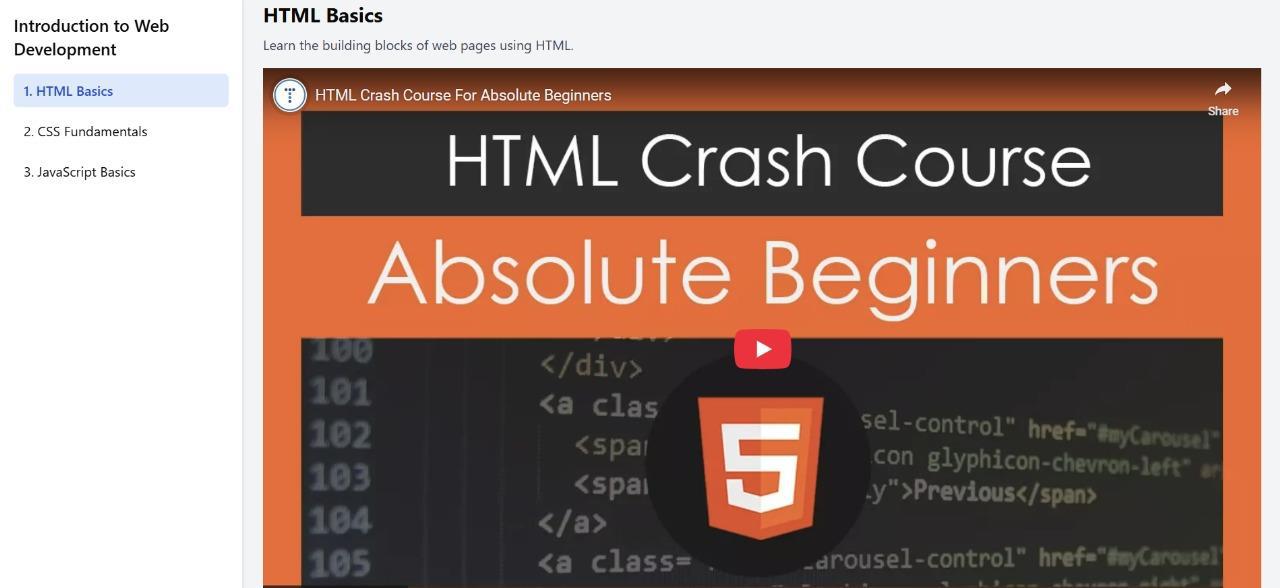 Introduction to Web
Development
1. HTML Basics
2. CSS Fundamentals
3. JavaScript Basics
HTML Basics
Learn the building blocks of web pages using HTML.
HTML Crash Course For Absolute Beginners
Share
HTML Crash Course
Absolute Beginners
100
</div>
101 <a clas
102 <spa sel-control" href="#myCarousel"
103 <spa con glyphicon-chevron-left"
y">Previous</span>
104 </a>
105 <a class= arousel-control" href="#myCarousel"
5